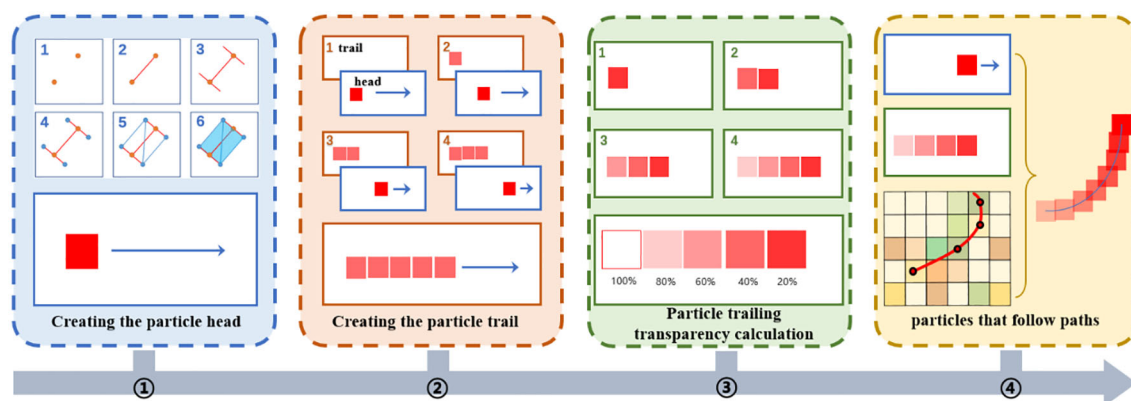 1
2
3
4
5
6
Creating the particle head
1 trail
head
2
3
4
Creating the particle trail
1
2
3
4
100% 80% 60% 40% 20%
Particle trailing
transparency calculation
particles that follow paths
① ② ③ ④